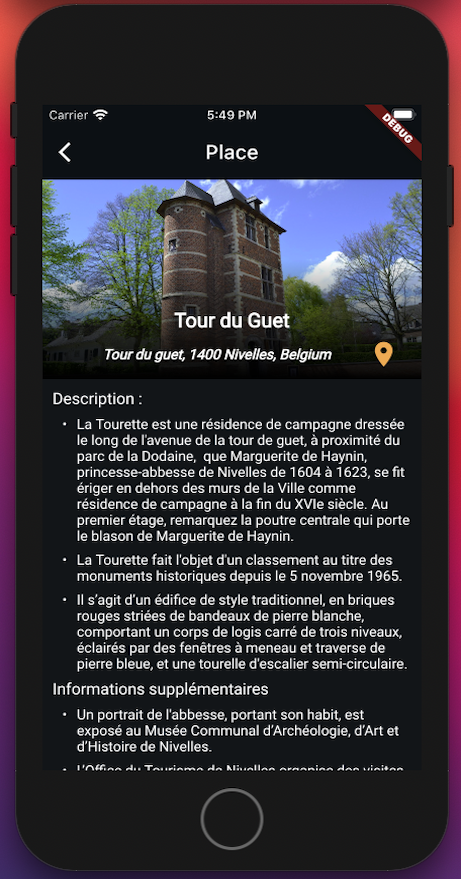 Carrier 5:49 PM
DEBUG
Place
Tour du Guet
Tour du guet, 1400 Nivelles, Belgium
Description :
• La Tourette est une résidence de campagne dressée
le long de l'avenue de la tour de guet, à proximité du
parc de la Dodaine,  que Marguerite de Haynin,
princesse-abbesse de Nivelles de 1604 à 1623, se fit
ériger en dehors des murs de la Ville comme
résidence de campagne à la fin du XVIe siècle. Au
premier étage, remarquez la poutre centrale qui porte
le blason de Marguerite de Haynin.
• La Tourette fait l'objet d'un classement au titre des
monuments historiques depuis le 5 novembre 1965.
• Il s’agit d’un édifice de style traditionnel, en briques
rouges striées de bandeaux de pierre blanche,
comportant un corps de logis carré de trois niveaux,
éclairés par des fenêtres à meneau et traverse de
pierre bleue, et une tourelle d'escalier semi-circulaire.
Informations supplémentaires
• Un portrait de l'abbesse, portant son habit, est
exposé au Musée Communal d’Archéologie, d’Art et
d’Histoire de Nivelles.
• L’Office du Tourisme de Nivelles organise des visites